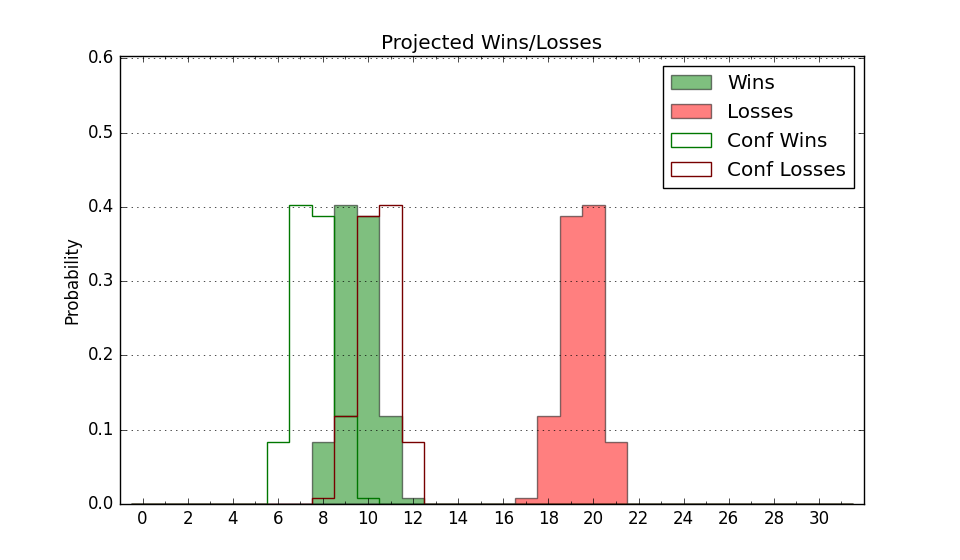 Projected Wins/Losses
Wins
Losses
Conf Wins
Conf Losses
Probability
0.6
0.5
0.4
0.3
0.2
0.1
0.0
0 2 4 6 8 10 12 14 16 18 20 22 24 26 28 30